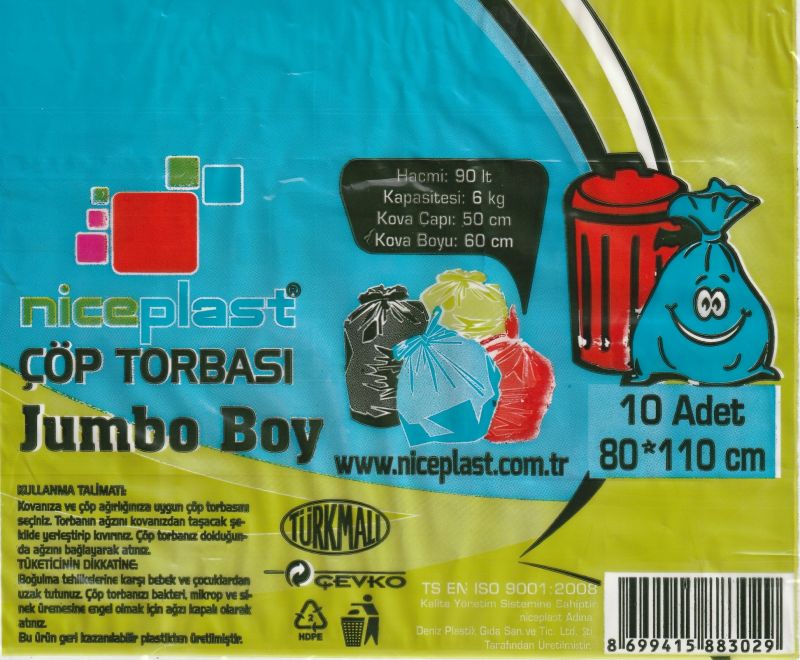 Hacmi: 90 lt
Kapasitesi: 6 kg
Kova Çapı: 50 cm
Kova Boyu: 60 cm
niceplast®
ÇÖP TORBASI
Jumbo Boy
www.niceplast.com.tr
10 Adet
80*110 cm
KULLANMA TALİMATI:
Kovanıza ve çöp ağırlığınıza uygun çöp torbasını
seçiniz. Torbanın ağzını kovanızdan taşacak şe-
kilde yerleştirip kıvırınız. Çöp torbanız dolduğun-
da ağzını bağlayarak atınız.
TÜKETİCİNİN DİKKATİNE:
Boğulma tehlikelerine karşı bebek ve çocuklardan
uzak tutunuz. Çöp torbanızı bakteri, mikrop ve si-
nek üremesine engel olmak için ağzı kapalı olarak
atınız.
Bu ürün geri kazanılabilir plastikten üretilmiştir.
TÜRKMALI
ÇEVKO
2
HDPE
TS EN ISO 9001:2008
Kalite Yönetim Sistemine Sahiptir.
niceplast Adına
Deniz Plastik Gıda San. ve Tic. Ltd. Şti.
Tarafından Üretilmiştir.
8 699415 883029